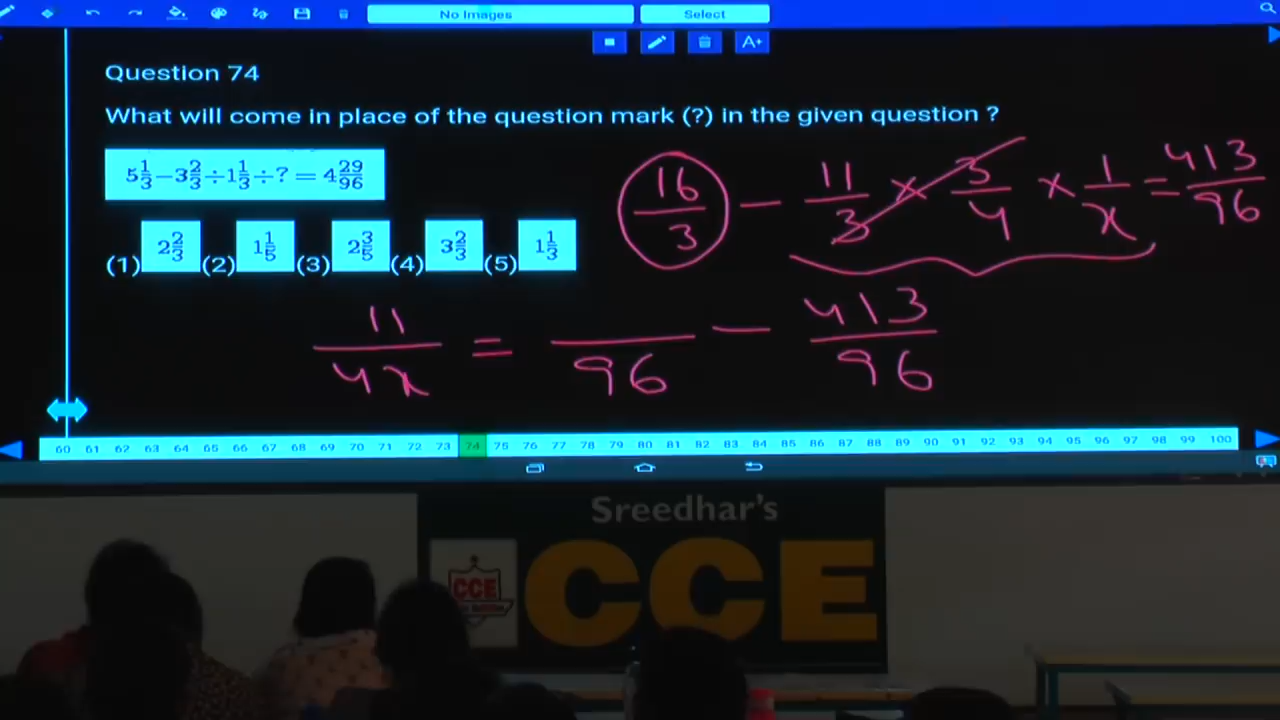 No Images Select
A+
Question 74
What will come in place of the question mark (?) in the given question ?
5 1/3 − 3 2/3 ÷ 1 1/3 ÷ ? = 4 29/96
(1) 2 2/3 (2) 1 1/5 (3) 2 3/5 (4) 3 2/3 (5) 1 1/3
16/3 − 11/3 × 3/4 × 1/x = 413/96
11/4x = /96 − 413/96
60 61 62 63 64 65 66 67 68 69 70 71 72 73 74 75 76 77 78 79 80 81 82 83 84 85 86 87 88 89 90 91 92 93 94 95 96 97 98 99 100
Sreedhar's
CCE
CCE